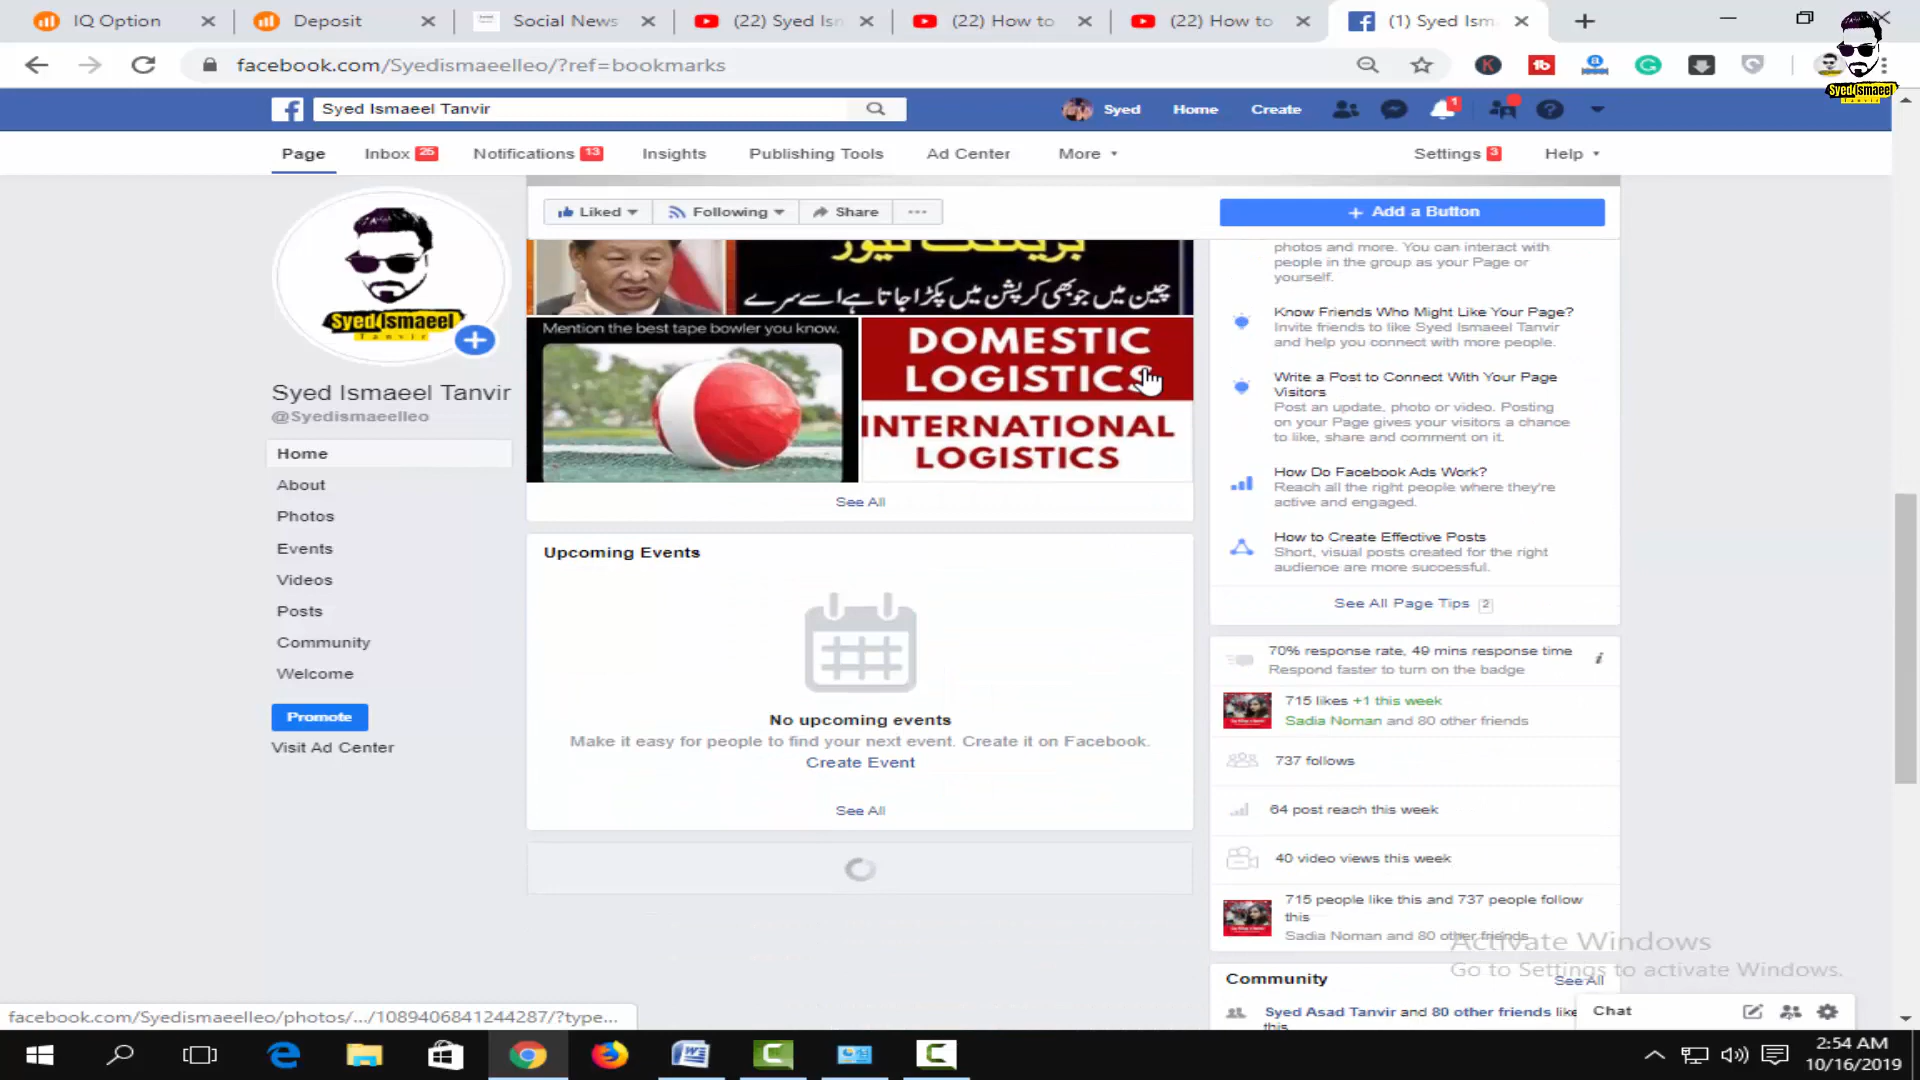 IQ Option
Deposit
Social News
(22) Syed Isn
(22) How to
(22) How to
(1) Syed Ism
facebook.com/Syedismaeelleo/?ref=bookmarks
Syed Ismaeel
Tanvir
Syed Ismaeel Tanvir
Syed
Home
Create
1
Page
Inbox 25
Notifications 13
Insights
Publishing Tools
Ad Center
More
Settings 3
Help
Liked
Following
Share
...
+ Add a Button
Syed Ismaeel
Tanvir
Syed Ismaeel Tanvir
@Syedismaeelleo
Home
About
Photos
Events
Videos
Posts
Community
Welcome
Promote
Visit Ad Center
بریکنگ نیوز
چین میں جو بھی کرپشن میں پکڑا جاتا ہے اسے سرے
Mention the best tape bowler you know.
DOMESTIC
LOGISTICS
INTERNATIONAL
LOGISTICS
See All
Upcoming Events
No upcoming events
Make it easy for people to find your next event. Create it on Facebook.
Create Event
See All
photos and more. You can interact with
people in the group as your Page or
yourself.
Know Friends Who Might Like Your Page?
Invite friends to like Syed Ismaeel Tanvir
and help you connect with more people.
Write a Post to Connect With Your Page
Visitors
Post an update, photo or video. Posting
on your Page gives your visitors a chance
to like, share and comment on it.
How Do Facebook Ads Work?
Reach all the right people where they're
active and engaged.
How to Create Effective Posts
Short, visual posts created for the right
audience are more successful.
See All Page Tips 2
70% response rate, 49 mins response time
Respond faster to turn on the badge
715 likes +1 this week
Sadia Noman and 80 other friends
737 follows
64 post reach this week
40 video views this week
715 people like this and 737 people follow
this
Sadia Noman and 80 other friends
Activate Windows
Go to Settings to activate Windows.
Community
See All
Syed Asad Tanvir and 80 other friends like
this
Chat
facebook.com/Syedismaeelleo/photos/.../1089406841244287/?type...
2:54 AM
10/16/2019